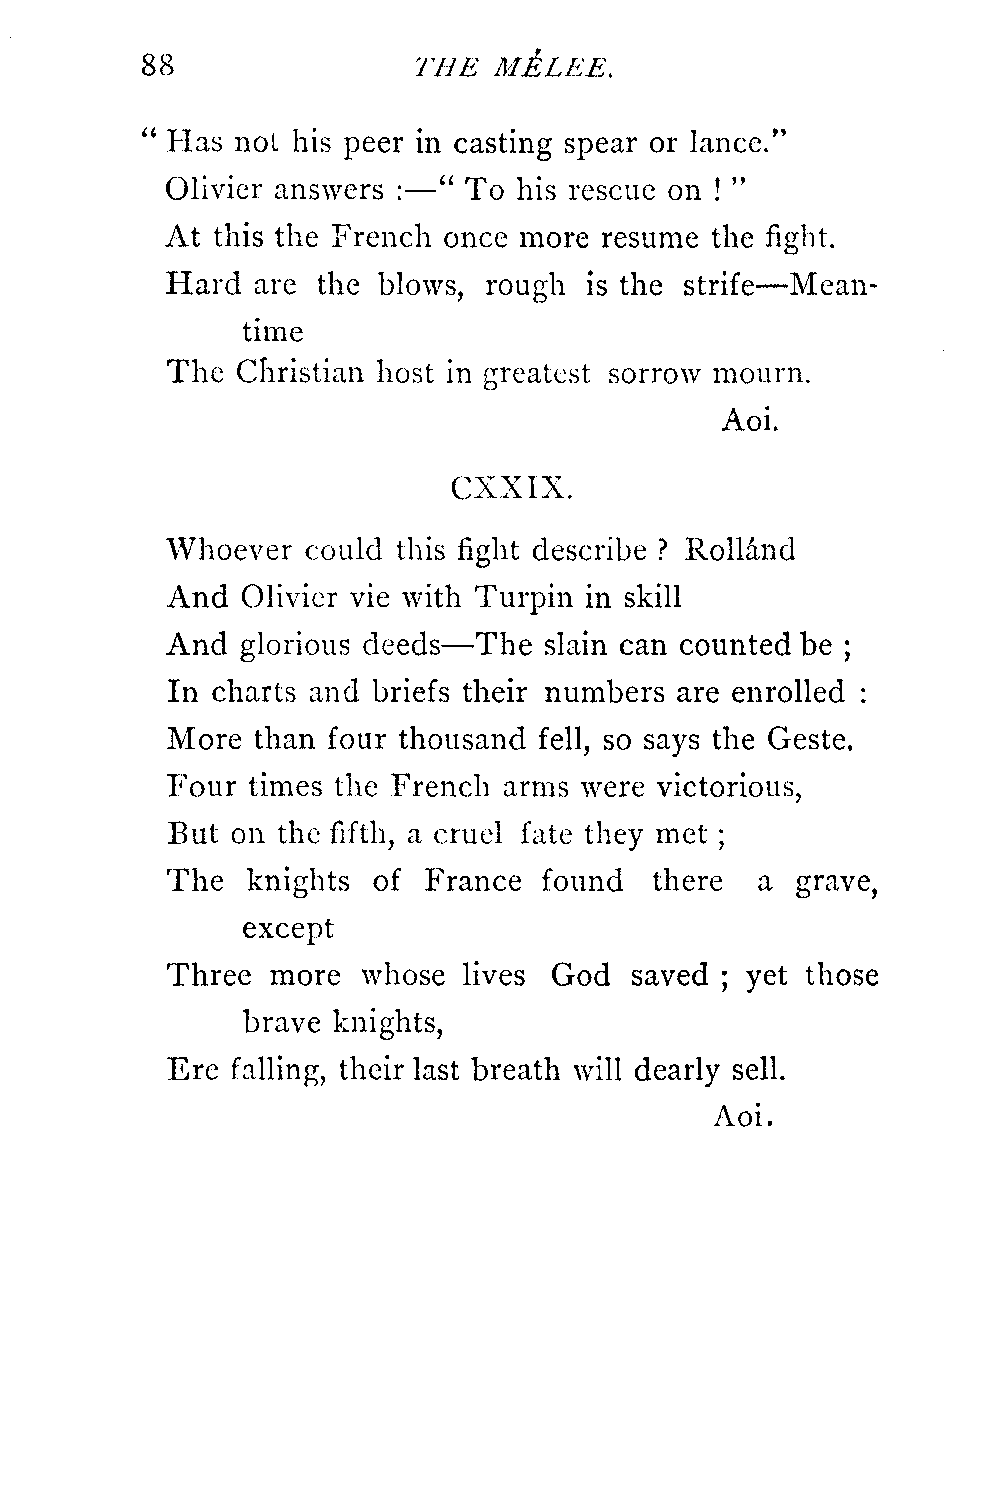 88 THE MÊLEE.
“ Has not his peer in casting spear or lance.”
Olivier answers :—“ To his rescue on ! ”
At this the French once more resume the fight.
Hard are the blows, rough is the strife—Mean-
time
The Christian host in greatest sorrow mourn.
Aoi.
CXXIX.
Whoever could this fight describe ? Rollánd
And Olivier vie with Turpin in skill
And glorious deeds—The slain can counted be ;
In charts and briefs their numbers are enrolled :
More than four thousand fell, so says the Geste.
Four times the French arms were victorious,
But on the fifth, a cruel fate they met ;
The knights of France found there a grave,
except
Three more whose lives God saved ; yet those
brave knights,
Ere falling, their last breath will dearly sell.
Aoi.